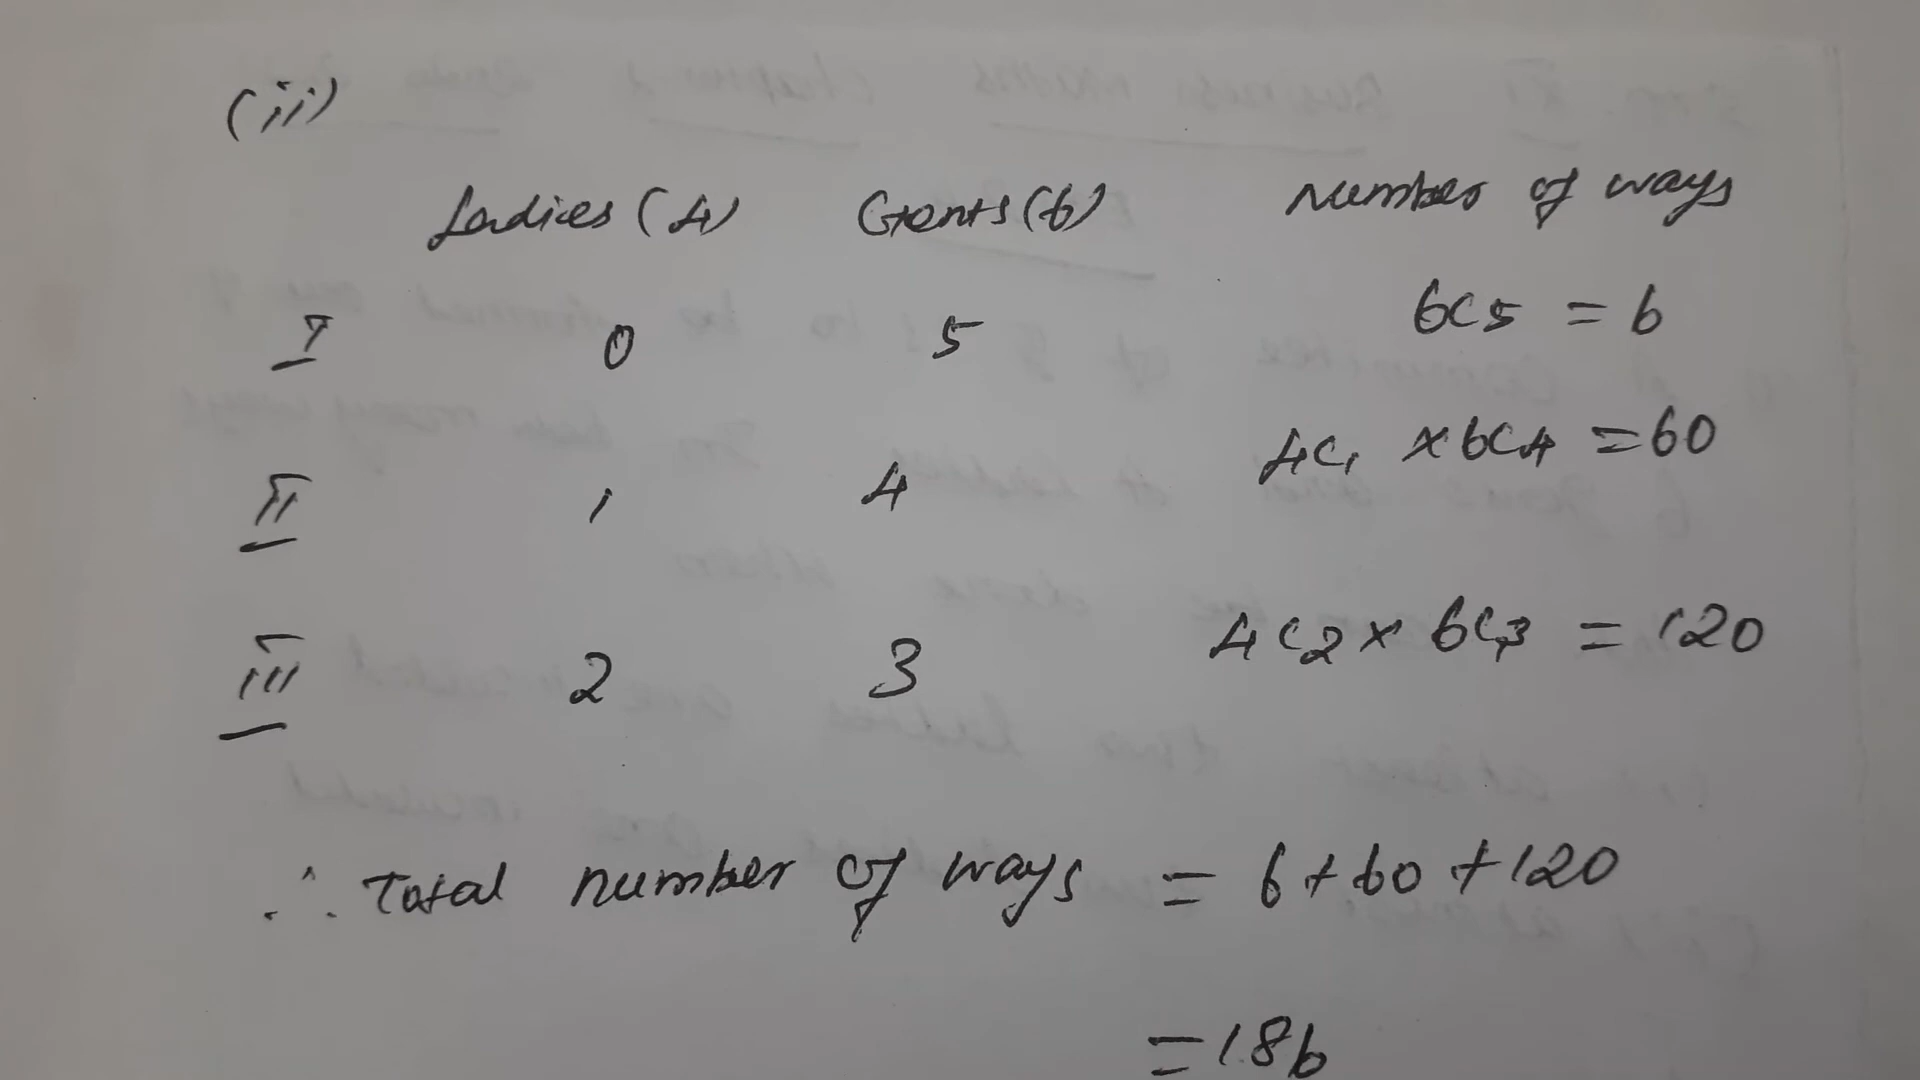 (ii)
Ladies (4) Gents (6) Number of ways
I 0 5 6C5 = 6
II 1 4 4C1 × 6C4 = 60
III 2 3 4C2 × 6C3 = 120
∴ Total number of ways = 6 + 60 + 120
= 186